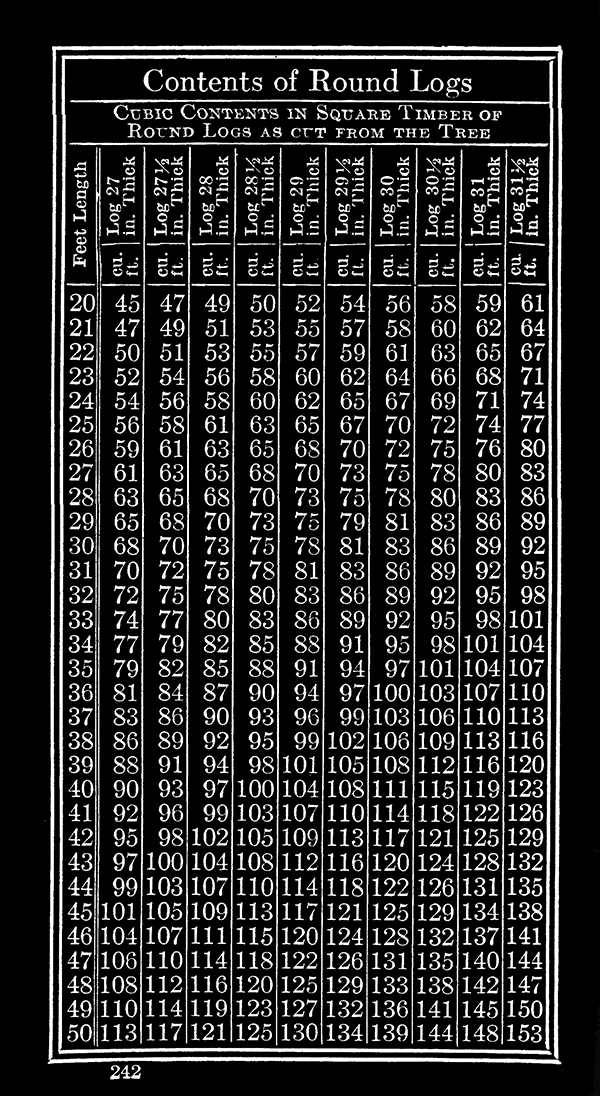 Contents of Round Logs
Cubic Contents in Square Timber of
Round Logs as cut from the Tree
Feet Length Log 27 in. Thick Log 27½ in. Thick Log 28 in. Thick Log 28½ in. Thick Log 29 in. Thick Log 29½ in. Thick Log 30 in. Thick Log 30½ in. Thick Log 31 in. Thick Log 31½ in. Thick
cu. ft. cu. ft. cu. ft. cu. ft. cu. ft. cu. ft. cu. ft. cu. ft. cu. ft. cu. ft.
20 45 47 49 50 52 54 56 58 59 61
21 47 49 51 53 55 57 58 60 62 64
22 50 51 53 55 57 59 61 63 65 67
23 52 54 56 58 60 62 64 66 68 71
24 54 56 58 60 62 65 67 69 71 74
25 56 58 61 63 65 67 70 72 74 77
26 59 61 63 65 68 70 72 75 76 80
27 61 63 65 68 70 73 75 78 80 83
28 63 65 68 70 73 75 78 80 83 86
29 65 68 70 73 75 79 81 83 86 89
30 68 70 73 75 78 81 83 86 89 92
31 70 72 75 78 81 83 86 89 92 95
32 72 75 78 80 83 86 89 92 95 98
33 74 77 80 83 86 89 92 95 98 101
34 77 79 82 85 88 91 95 98 101 104
35 79 82 85 88 91 94 97 101 104 107
36 81 84 87 90 94 97 100 103 107 110
37 83 86 90 93 96 99 103 106 110 113
38 86 89 92 95 99 102 106 109 113 116
39 88 91 94 98 101 105 108 112 116 120
40 90 93 97 100 104 108 111 115 119 123
41 92 96 99 103 107 110 114 118 122 126
42 95 98 102 105 109 113 117 121 125 129
43 97 100 104 108 112 116 120 124 128 132
44 99 103 107 110 114 118 122 126 131 135
45 101 105 109 113 117 121 125 129 134 138
46 104 107 111 115 120 124 128 132 137 141
47 106 110 114 118 122 126 131 135 140 144
48 108 112 116 120 125 129 133 138 142 147
49 110 114 119 123 127 132 136 141 145 150
50 113 117 121 125 130 134 139 144 148 153
242